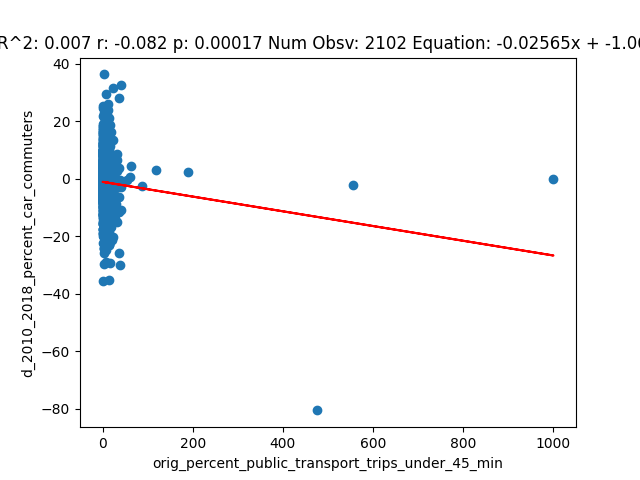 R^2: 0.007 r: -0.082 p: 0.00017 Num Obsv: 2102 Equation: -0.02565x + -1.00
40
20
0
−20
−40
−60
−80
d_2010_2018_percent_car_commuters
0 200 400 600 800 1000
orig_percent_public_transport_trips_under_45_min